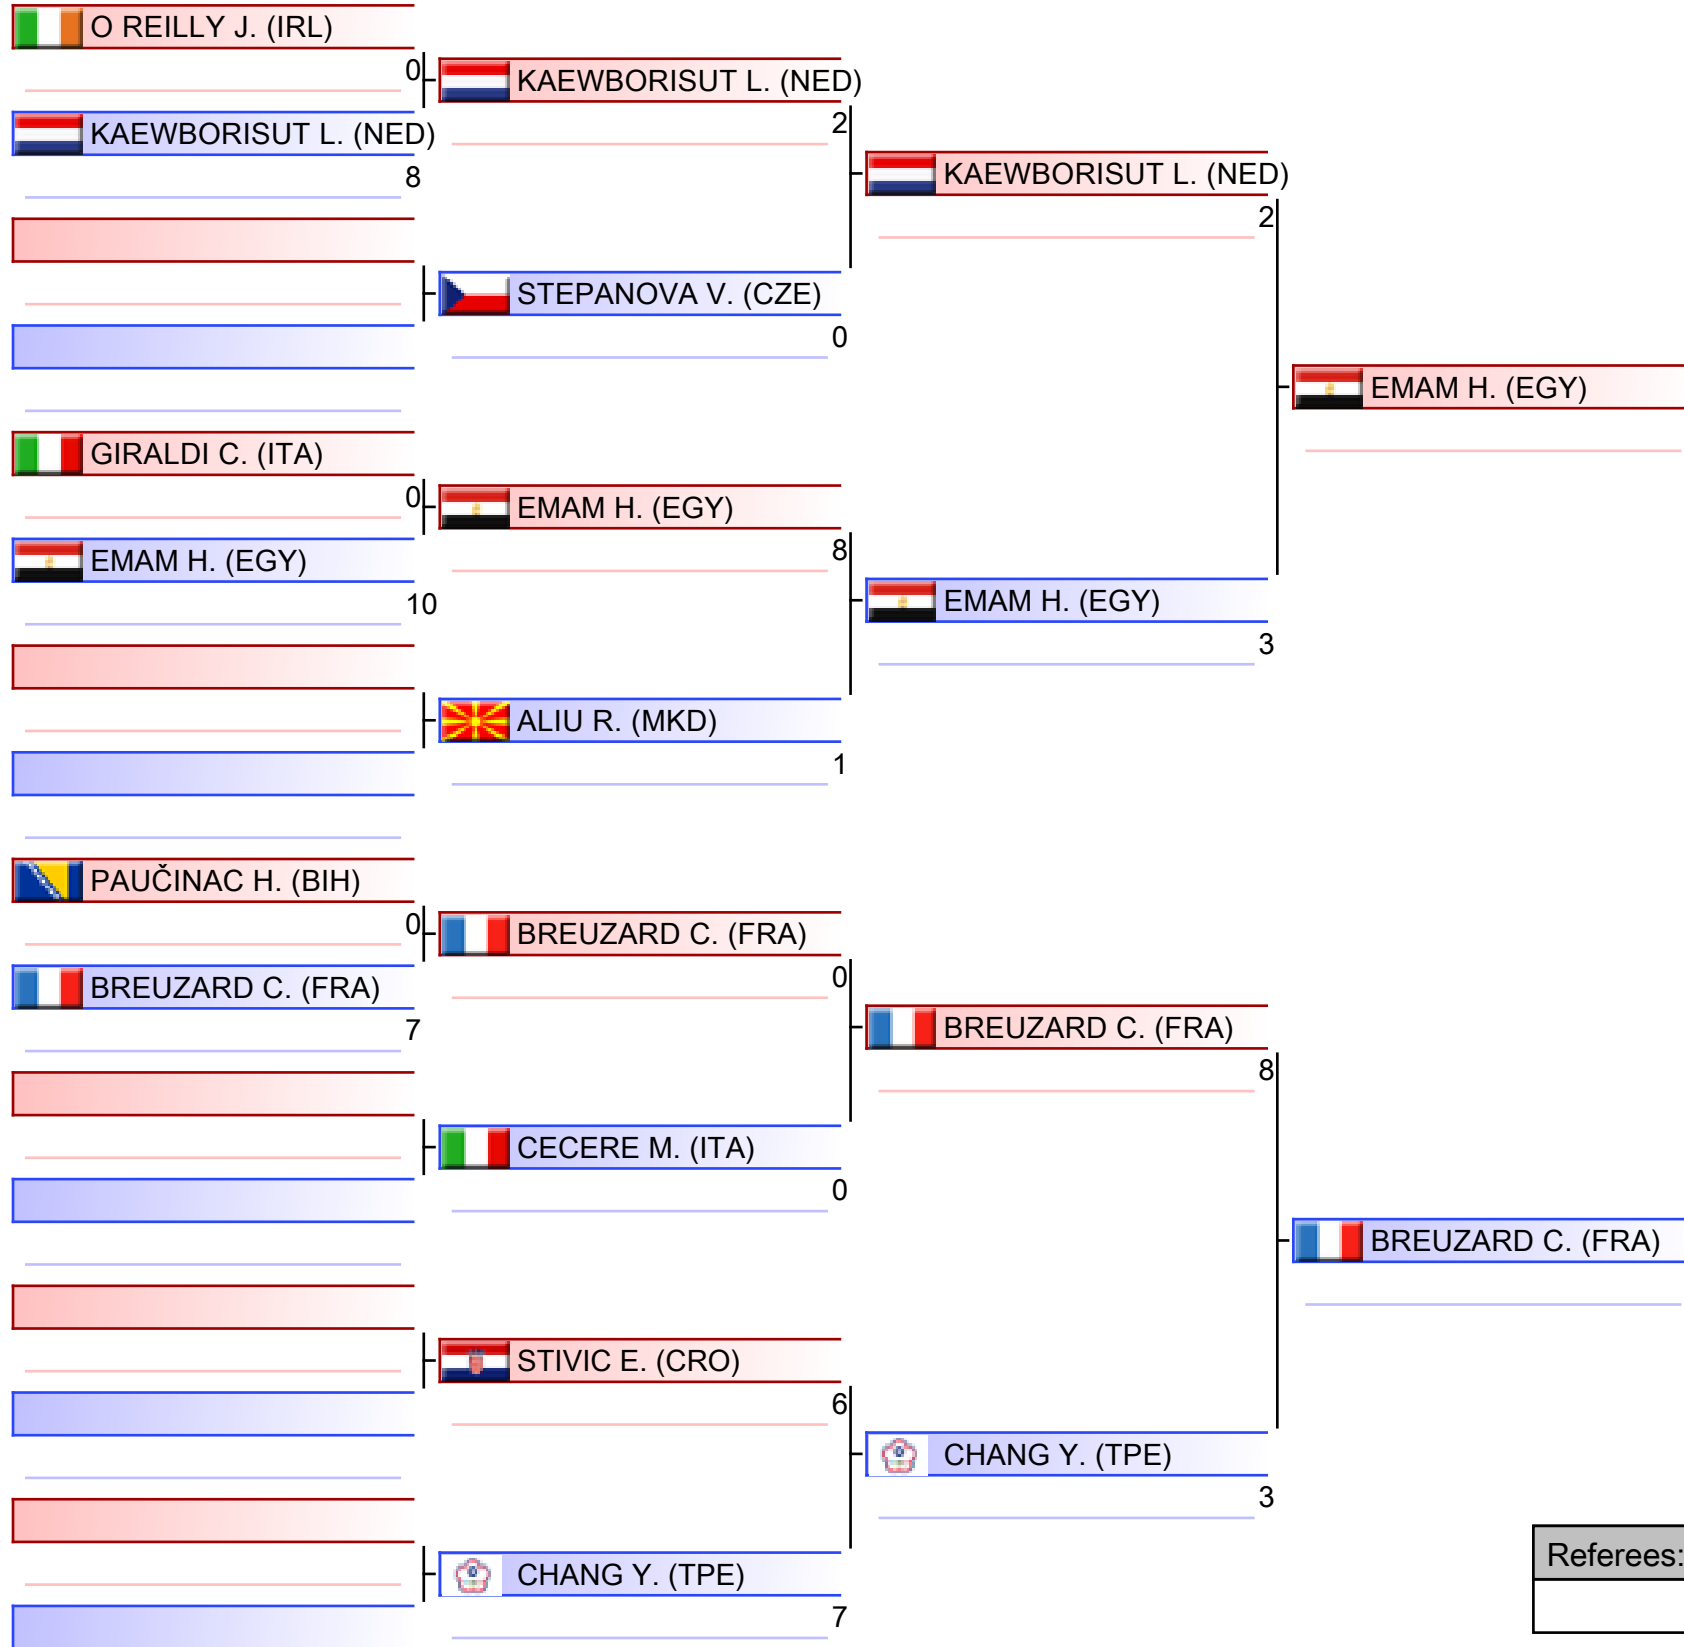 O REILLY J. (IRL)
0
KAEWBORISUT L. (NED)
8
GIRALDI C. (ITA)
0
EMAM H. (EGY)
10
PAUČINAC H. (BIH)
0
BREUZARD C. (FRA)
7
KAEWBORISUT L. (NED)
2
STEPANOVA V. (CZE)
0
EMAM H. (EGY)
8
ALIU R. (MKD)
1
BREUZARD C. (FRA)
0
CECERE M. (ITA)
0
STIVIC E. (CRO)
6
CHANG Y. (TPE)
7
KAEWBORISUT L. (NED)
2
EMAM H. (EGY)
3
BREUZARD C. (FRA)
8
CHANG Y. (TPE)
3
EMAM H. (EGY)
BREUZARD C. (FRA)
Referees: